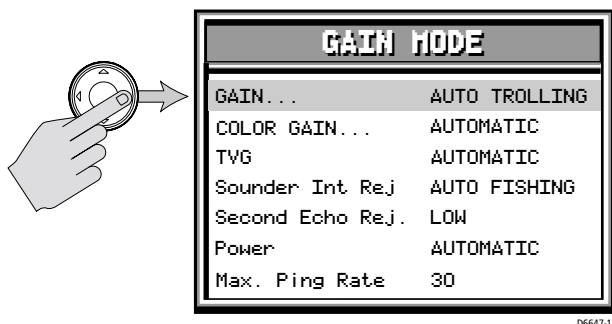 GAIN MODE
GAIN... AUTO TROLLING
COLOR GAIN... AUTOMATIC
TVG AUTOMATIC
Sounder Int Rej AUTO FISHING
Second Echo Rej. LOW
Power AUTOMATIC
Max. Ping Rate 30
D6647-1